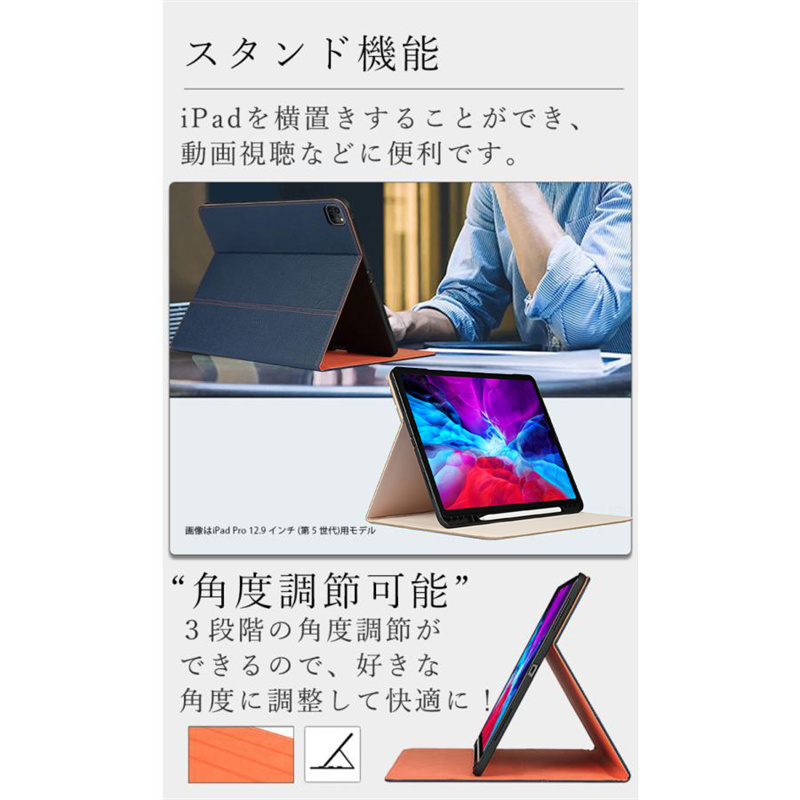 スタンド機能
iPadを横置きすることができ、
動画視聴などに便利です。
画像はiPad Pro 12.9 インチ (第 5 世代)用モデル
“角度調節可能”
３段階の角度調節が
できるので、好きな
角度に調整して快適に！